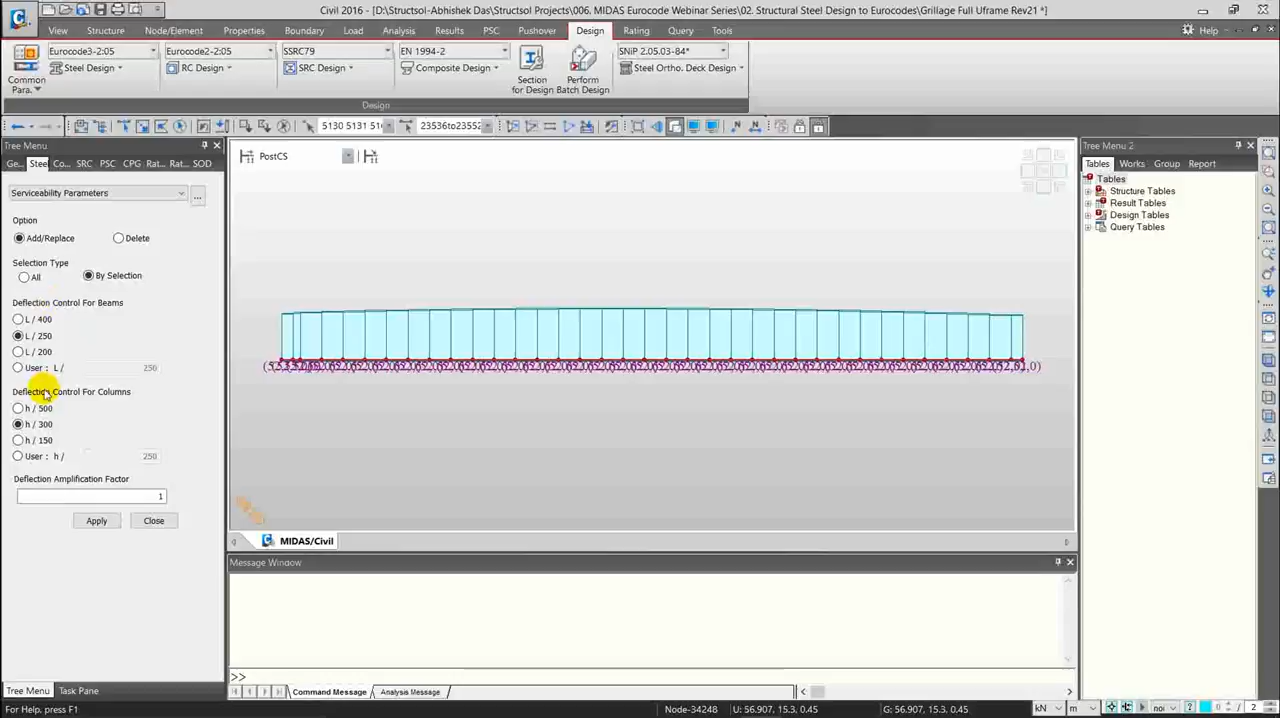 Civil 2016 - [D:\Structsol-Abhishek Das\Structsol Projects\006. MIDAS Eurocode Webinar Series\02. Structural Steel Design to Eurocodes\Grillage Full Uframe Rev21 *]
View Structure Node/Element Properties Boundary Load Analysis Results PSC Pushover Design Rating Query Tools Help
Eurocode3-2:05 Eurocode2-2:05 SSRC79 EN 1994-2 SNiP 2.05.03-84*
Common Para. Steel Design RC Design SRC Design Composite Design Section for Design Perform Batch Design Steel Ortho. Deck Design
Design
5130 5131 51 23536to23552
Tree Menu
Ge... Steel Co... SRC PSC CPG Rat... Rat... SOD
Serviceability Parameters ...
Option
Add/Replace Delete
Selection Type
All By Selection
Deflection Control For Beams
L / 400
L / 250
L / 200
User : L / 250
Deflection Control For Columns
h / 500
h / 300
h / 150
User : h / 250
Deflection Amplification Factor
1
Apply Close
PostCS
MIDAS/Civil
Message Window
>>
Command Message Analysis Message
Tree Menu 2
Tables Works Group Report
Tables
Structure Tables
Result Tables
Design Tables
Query Tables
Tree Menu Task Pane
For Help, press F1 Node-34248 U: 56.907, 15.3, 0.45 G: 56.907, 15.3, 0.45 kN m noi ? / 2